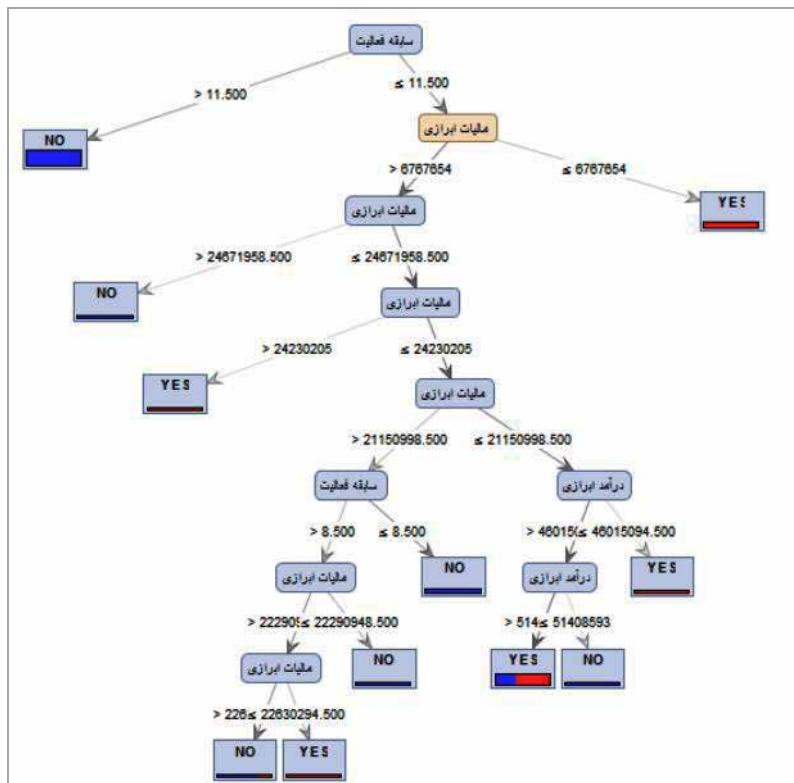 سابقه فعالیت
> 11.500
≤ 11.500
NO
مالیات ابرازی
> 6767654
≤ 6767654
مالیات ابرازی
YES
> 24671958.500
≤ 24671958.500
NO
مالیات ابرازی
> 24230205
≤ 24230205
YES
مالیات ابرازی
> 21150998.500
≤ 21150998.500
سابقه فعالیت
درآمد ابرازی
> 8.500
≤ 8.500
≤ 46015094.500
مالیات ابرازی
NO
درآمد ابرازی
YES
≤ 22290948.500
> 514
≤ 51408593
مالیات ابرازی
NO
YES
NO
> 226
≤ 22630294.500
NO
YES